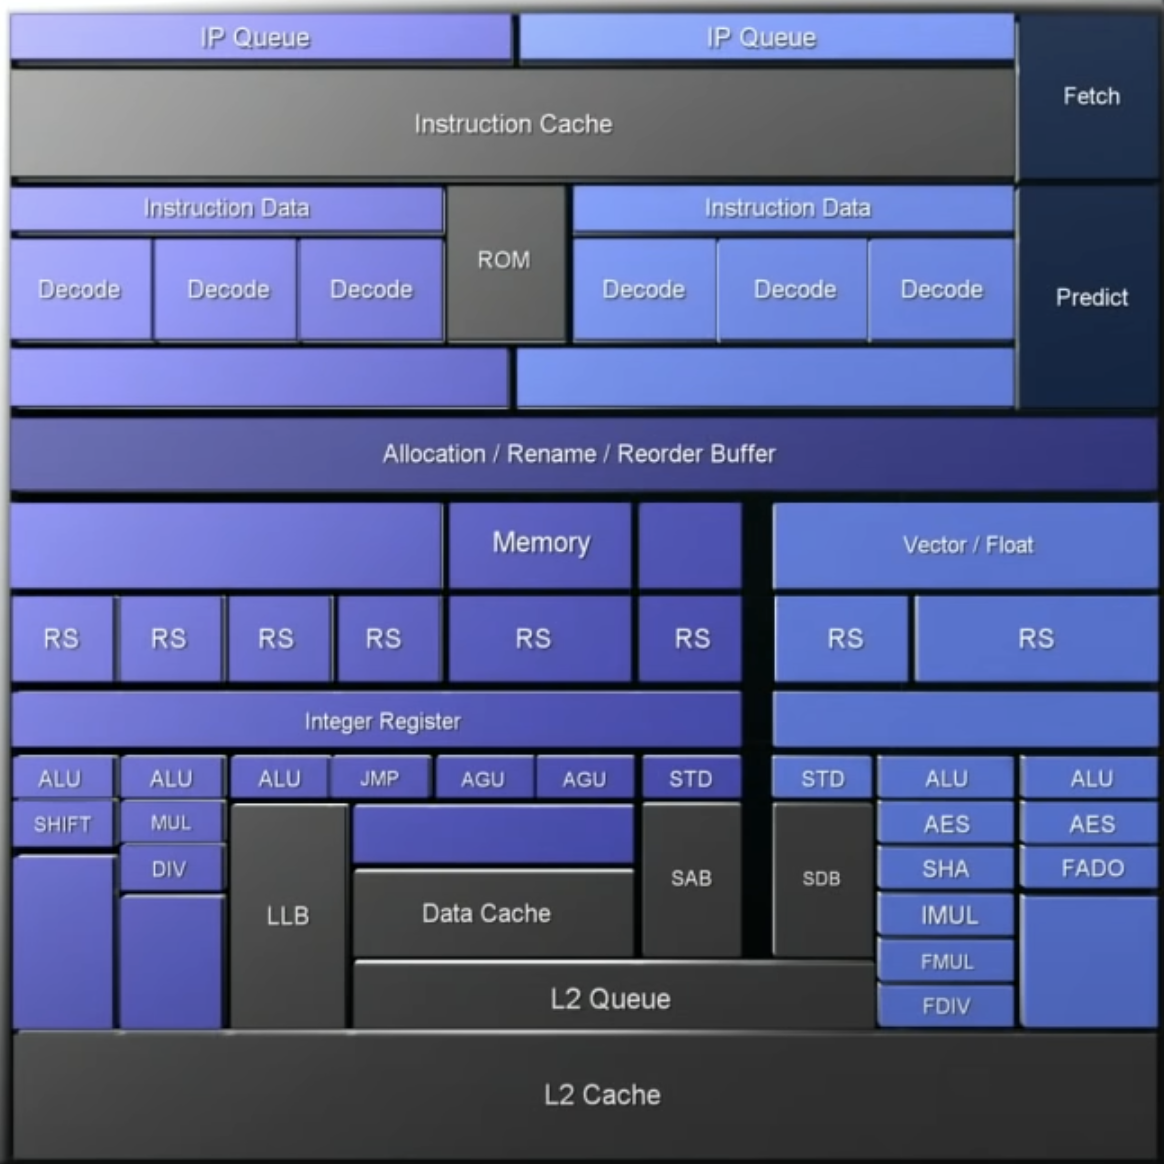 IP Queue
IP Queue
Fetch
Instruction Cache
Instruction Data
ROM
Instruction Data
Decode
Decode
Decode
Decode
Decode
Decode
Predict
Allocation / Rename / Reorder Buffer
Memory
Vector / Float
RS
RS
RS
RS
RS
RS
RS
RS
Integer Register
ALU
ALU
ALU
JMP
AGU
AGU
STD
STD
ALU
ALU
SHIFT
MUL
AES
AES
DIV
SHA
FADO
LLB
Data Cache
SAB
SDB
IMUL
FMUL
L2 Queue
FDIV
L2 Cache